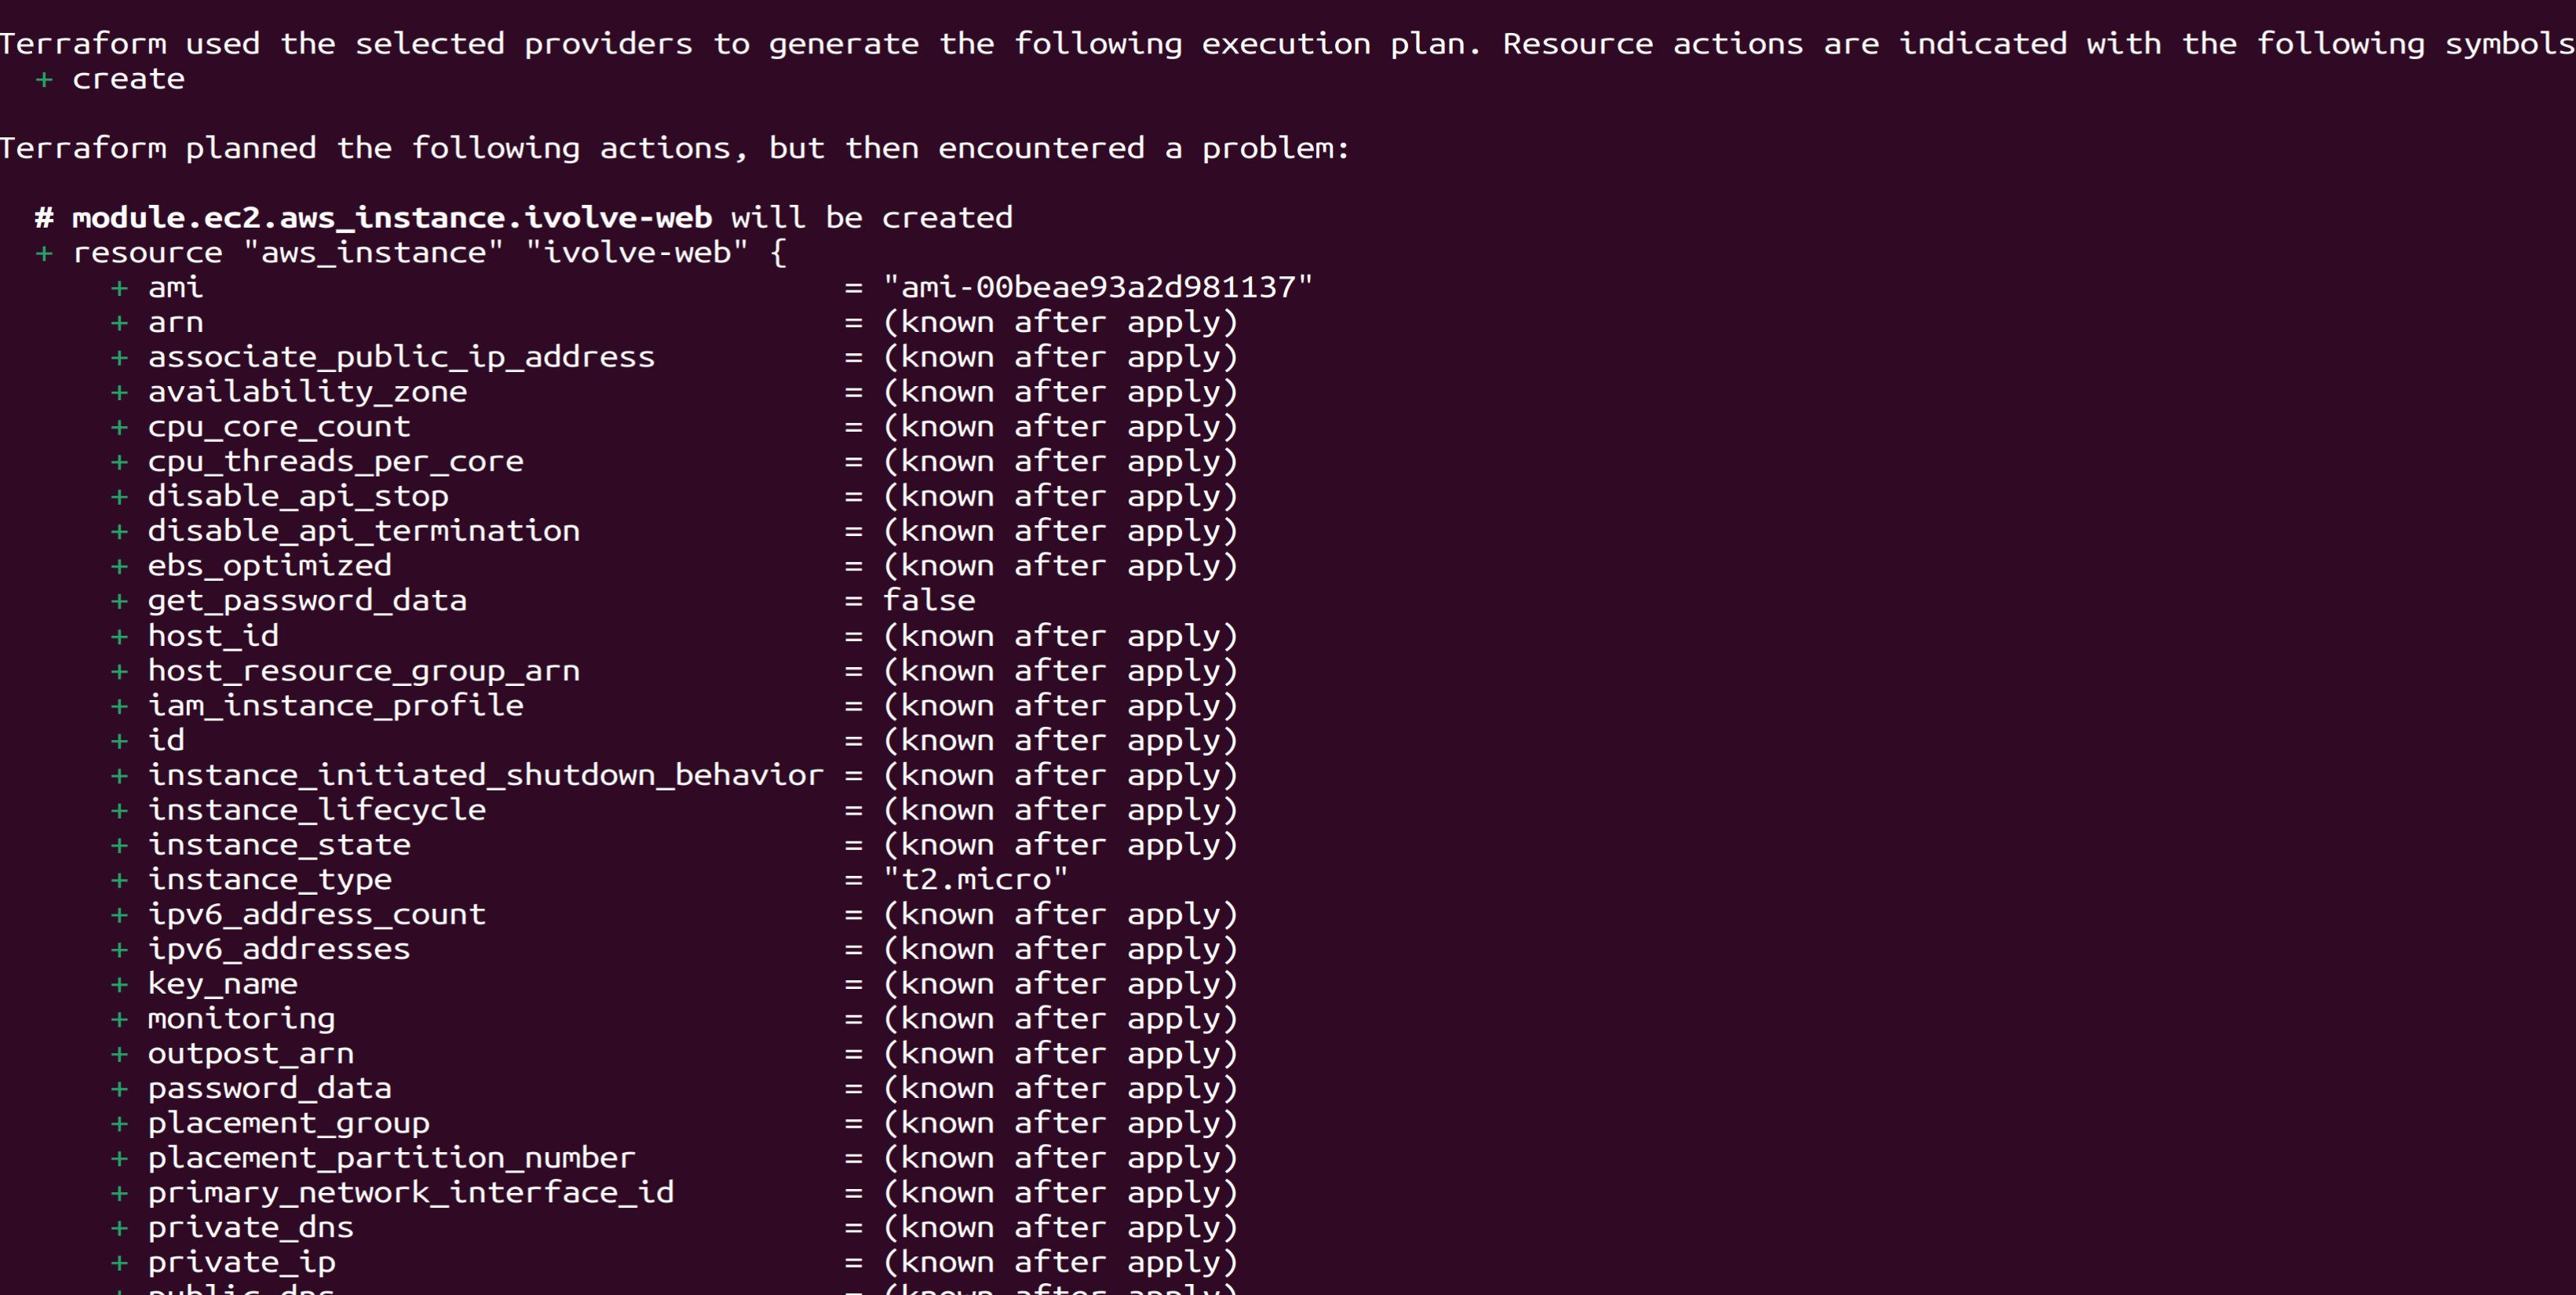 Terraform used the selected providers to generate the following execution plan. Resource actions are indicated with the following symbols
+ create
Terraform planned the following actions, but then encountered a problem:
# module.ec2.aws_instance.ivolve-web will be created
+ resource "aws_instance" "ivolve-web" {
+ ami = "ami-00beae93a2d981137"
+ arn = (known after apply)
+ associate_public_ip_address = (known after apply)
+ availability_zone = (known after apply)
+ cpu_core_count = (known after apply)
+ cpu_threads_per_core = (known after apply)
+ disable_api_stop = (known after apply)
+ disable_api_termination = (known after apply)
+ ebs_optimized = (known after apply)
+ get_password_data = false
+ host_id = (known after apply)
+ host_resource_group_arn = (known after apply)
+ iam_instance_profile = (known after apply)
+ id = (known after apply)
+ instance_initiated_shutdown_behavior = (known after apply)
+ instance_lifecycle = (known after apply)
+ instance_state = (known after apply)
+ instance_type = "t2.micro"
+ ipv6_address_count = (known after apply)
+ ipv6_addresses = (known after apply)
+ key_name = (known after apply)
+ monitoring = (known after apply)
+ outpost_arn = (known after apply)
+ password_data = (known after apply)
+ placement_group = (known after apply)
+ placement_partition_number = (known after apply)
+ primary_network_interface_id = (known after apply)
+ private_dns = (known after apply)
+ private_ip = (known after apply)
+ public_dns = (known after apply)